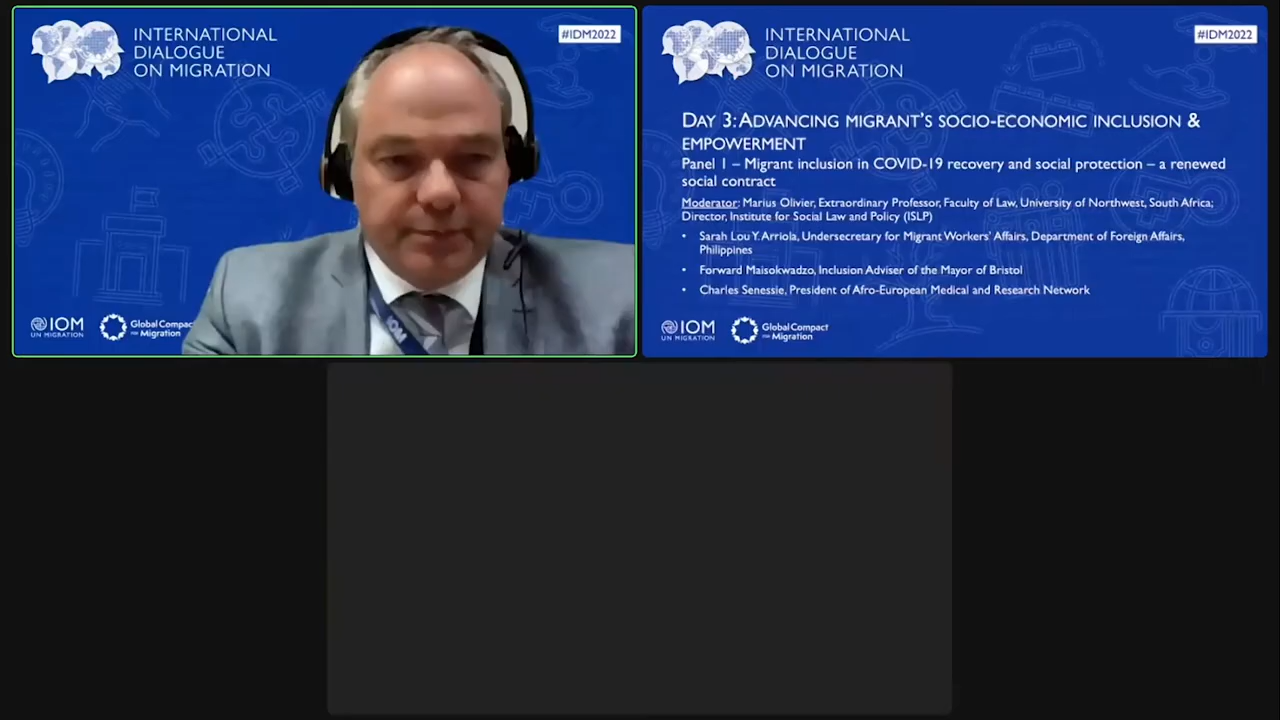 INTERNATIONAL
DIALOGUE
ON MIGRATION
#IDM2022
IOM
UN MIGRATION
Global Compact
Migration
IOM
INTERNATIONAL
DIALOGUE
ON MIGRATION
#IDM2022
DAY 3: ADVANCING MIGRANT'S SOCIO-ECONOMIC INCLUSION &
EMPOWERMENT
Panel 1 – Migrant inclusion in COVID-19 recovery and social protection – a renewed
social contract
Moderator: Marius Olivier, Extraordinary Professor, Faculty of Law, University of Northwest, South Africa;
Director, Institute for Social Law and Policy (ISLP)
• Sarah Lou Y. Arriola, Undersecretary for Migrant Workers' Affairs, Department of Foreign Affairs,
Philippines
• Forward Maisokwadzo, Inclusion Adviser of the Mayor of Bristol
• Charles Senessie, President of Afro-European Medical and Research Network
IOM
UN MIGRATION
Global Compact
for Migration